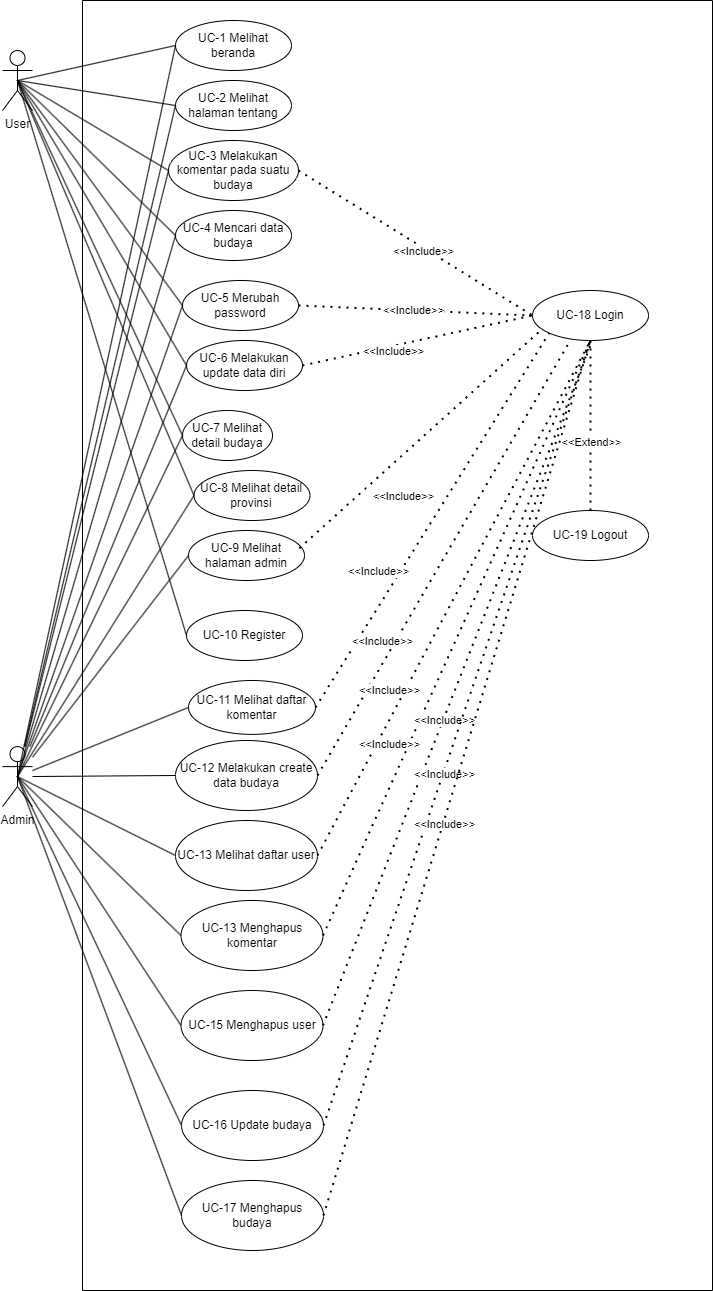 UC-1 Melihat
beranda
UC-2 Melihat
halaman tentang
User
UC-3 Melakukan
komentar pada suatu
budaya
UC-4 Mencari data
budaya
<<Include>>
UC-5 Merubah
password
<<Include>>
UC-18 Login
UC-6 Melakukan
update data diri
<<Include>>
UC-7 Melihat
detail budaya
<<Extend>>
UC-8 Melihat detail
provinsi
<<Include>>
UC-9 Melihat
halaman admin
UC-19 Logout
<<Include>>
UC-10 Register
<<Include>>
UC-11 Melihat daftar
komentar
<<Include>>
<<Include>>
<<Include>>
UC-12 Melakukan create
data budaya
<<Include>>
Admin
<<Include>>
UC-13 Melihat daftar user
UC-13 Menghapus
komentar
UC-15 Menghapus user
UC-16 Update budaya
UC-17 Menghapus
budaya